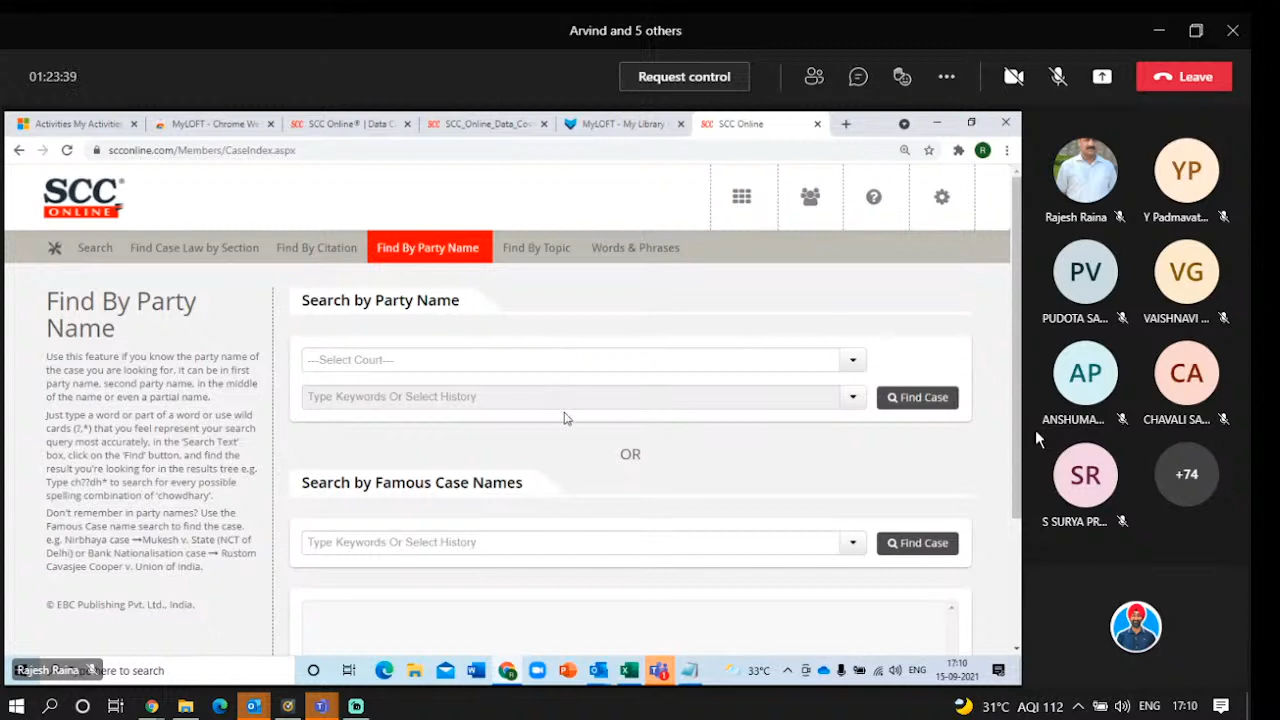 Arvind and 5 others
01:23:39
Request control
Leave
Activities My Activitie
MyLOFT - Chrome We
SCC Online® | Data C
SCC_Online_Data_Co
MyLOFT - My Library
SCC Online
scconline.com/Members/CaseIndex.aspx
R
SCC®
ONLINE
Search
Find Case Law by Section
Find By Citation
Find By Party Name
Find By Topic
Words & Phrases
Find By Party
Name
Use this feature if you know the party name of
the case you are looking for. It can be in first
party name, second party name, in the middle
of the name or even a partial name.
Just type a word or part of a word or use wild
cards (?,*) that you feel represent your search
query most accurately, in the 'Search Text'
box, click on the 'Find' button, and find the
result you're looking for in the results tree e.g.
Type ch??dh* to search for every possible
spelling combination of 'chowdhary'.
Don't remember in party names? Use the
Famous Case name search to find the case.
e.g. Nirbhaya case →Mukesh v. State (NCT of
Delhi) or Bank Nationalisation case → Rustom
Cavasjee Cooper v. Union of India.
© EBC Publishing Pvt. Ltd., India.
Search by Party Name
---Select Court---
Type Keywords Or Select History
Find Case
OR
Search by Famous Case Names
Type Keywords Or Select History
Find Case
Rajesh Raina
YP
Y Padmavat...
PV
PUDOTA SA...
VG
VAISHNAVI ...
AP
ANSHUMA...
CA
CHAVALI SA...
SR
S SURYA PR...
+74
Rajesh Raina
here to search
33°C
ENG
17:10
15-09-2021
31°C AQI 112
ENG
17:10